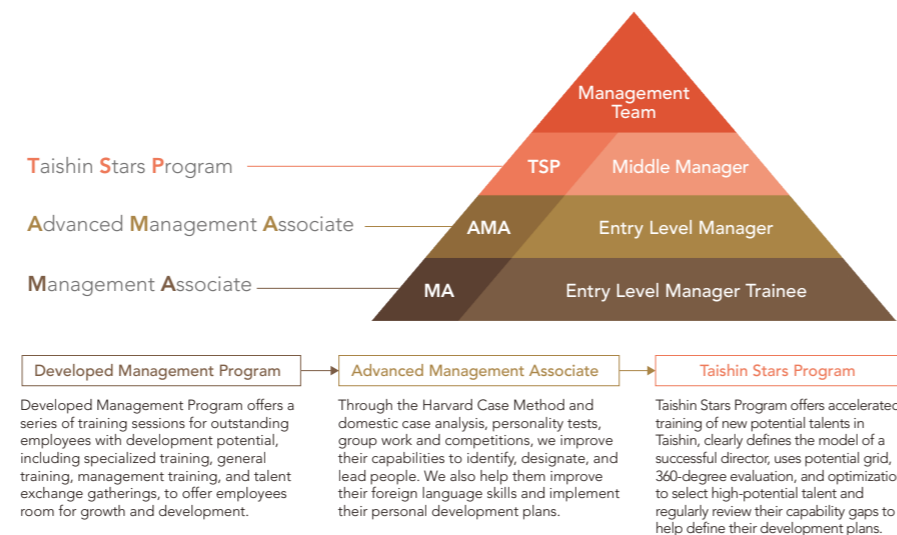 Management
Team
Taishin Stars Program
TSP
Middle Manager
Advanced Management Associate
AMA
Entry Level Manager
Management Associate
MA
Entry Level Manager Trainee
Developed Management Program
Developed Management Program offers a
series of training sessions for outstanding
employees with development potential,
including specialized training, general
training, management training, and talent
exchange gatherings, to offer employees
room for growth and development.
Advanced Management Associate
Through the Harvard Case Method and
domestic case analysis, personality tests,
group work and competitions, we improve
their capabilities to identify, designate, and
lead people. We also help them improve
their foreign language skills and implement
their personal development plans.
Taishin Stars Program
Taishin Stars Program offers accelerated
training of new potential talents in
Taishin, clearly defines the model of a
successful director, uses potential grid,
360-degree evaluation, and optimizatio
to select high-potential talent and
regularly review their capability gaps to
help define their development plans.